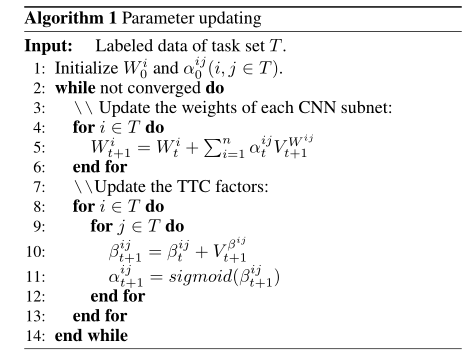 Algorithm 1 Parameter updating
Input: Labeled data of task set $T$.
1: Initialize $W_0^i$ and $\alpha_0^{ij}(i, j \in T)$.
2: while not converged do
3: \\ Update the weights of each CNN subnet:
4: for $i \in T$ do
5: $W_{t+1}^i = W_t^i + \sum_{i=1}^n \alpha_t^{ij} V_{t+1}^{W^{ij}}$
6: end for
7: \\Update the TTC factors:
8: for $i \in T$ do
9: for $j \in T$ do
10: $\beta_{t+1}^{ij} = \beta_t^{ij} + V_{t+1}^{\beta^{ij}}$
11: $\alpha_{t+1}^{ij} = sigmoid(\beta_{t+1}^{ij})$
12: end for
13: end for
14: end while